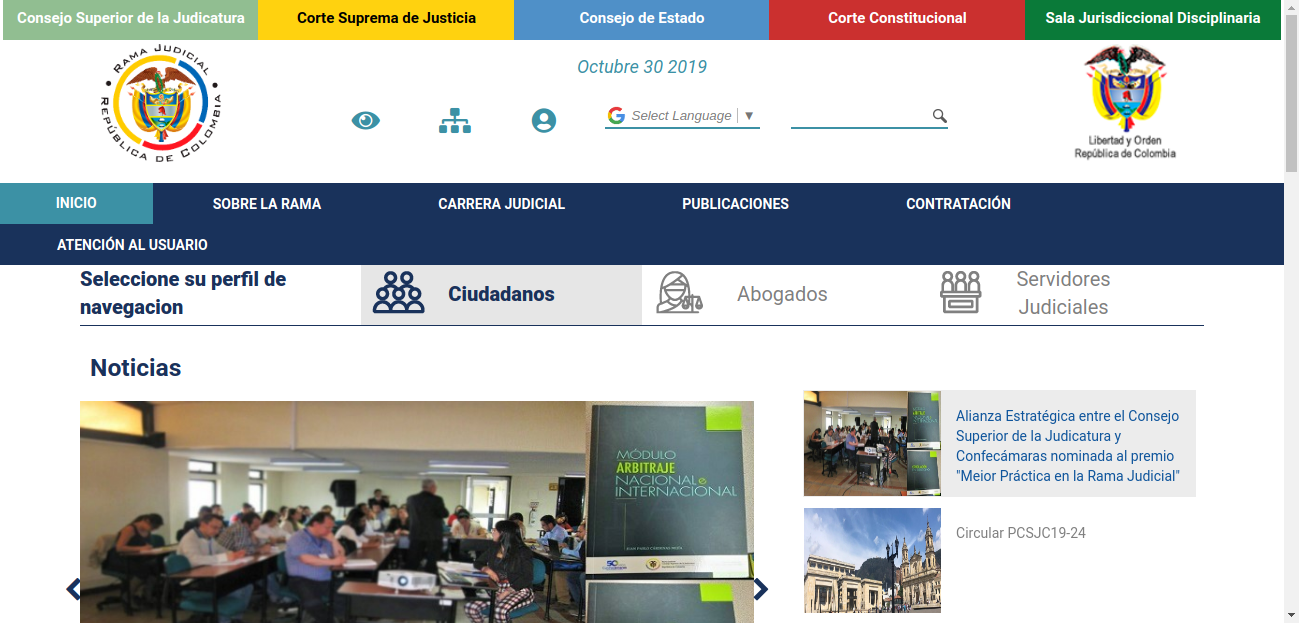 Consejo Superior de la Judicatura
Corte Suprema de Justicia
Consejo de Estado
Corte Constitucional
Sala Jurisdiccional Disciplinaria
RAMA JUDICIAL
REPÚBLICA DE COLOMBIA
Octubre 30 2019
Select Language ▼
Libertad y Orden
República de Colombia
INICIO
SOBRE LA RAMA
CARRERA JUDICIAL
PUBLICACIONES
CONTRATACIÓN
ATENCIÓN AL USUARIO
Seleccione su perfil de
navegacion
Ciudadanos
Abogados
Servidores
Judiciales
Noticias
MÓDULO
ARBITRAJE
NACIONAL e
INTERNACIONAL
Alianza Estratégica entre el Consejo
Superior de la Judicatura y
Confecámaras nominada al premio
"Mejor Práctica en la Rama Judicial"
Circular PCSJC19-24